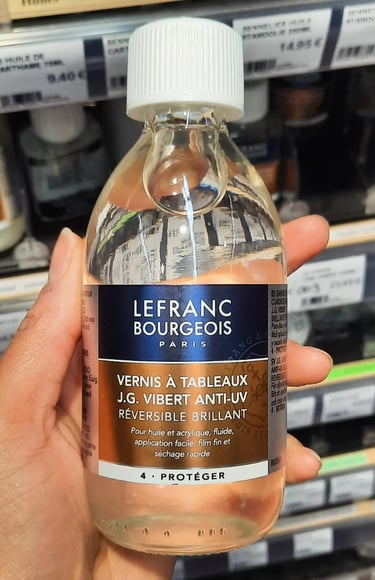 9.40€
14.95€
LEFRANC
BOURGEOIS
PARIS
VERNIS À TABLEAUX
J.G. VIBERT ANTI-UV
RÉVERSIBLE BRILLANT
Pour huile et acrylique, fluide,
application facile, film fin et
séchage rapide
4 · PROTÉGER